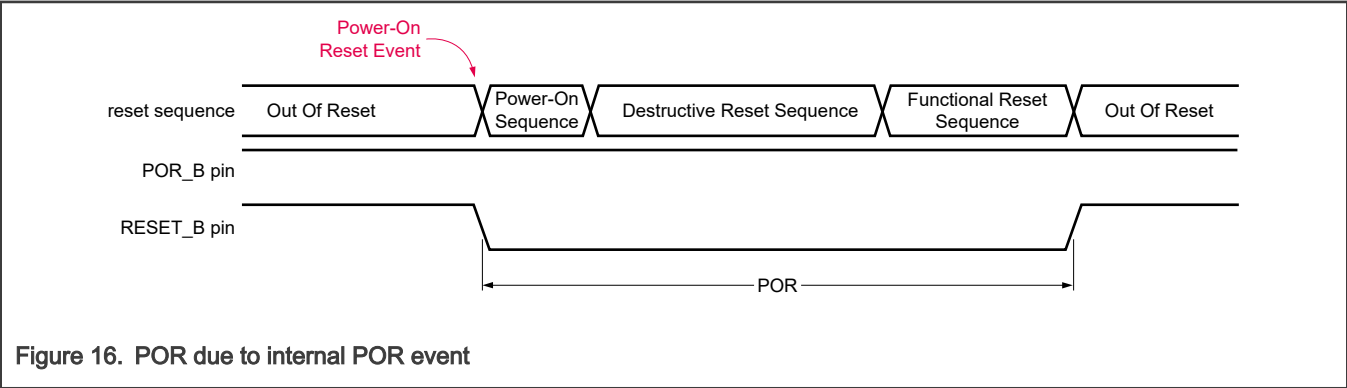 Power-On
Reset Event
reset sequence
Out Of Reset
Power-On
Sequence
Destructive Reset Sequence
Functional Reset
Sequence
Out Of Reset
POR_B pin
RESET_B pin
POR
Figure 16. POR due to internal POR event